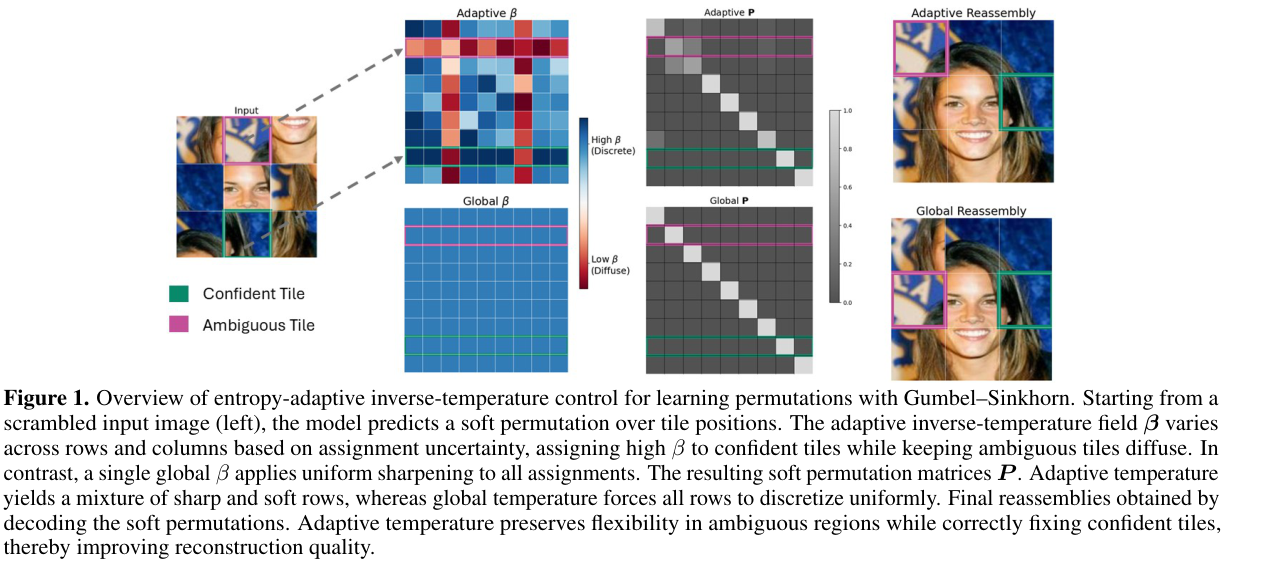 Adaptive β
Adaptive P
Adaptive Reassembly
Input
LA
LA
1.0
High β
(Discrete)
0.8
0.6
Global β
Global P
Global Reassembly
0.4
Low β
(Diffuse)
0.2
LA
0.0
Confident Tile
Ambiguous Tile
Figure 1. Overview of entropy-adaptive inverse-temperature control for learning permutations with Gumbel–Sinkhorn. Starting from a
scrambled input image (left), the model predicts a soft permutation over tile positions. The adaptive inverse-temperature field β varies
across rows and columns based on assignment uncertainty, assigning high β to confident tiles while keeping ambiguous tiles diffuse. In
contrast, a single global β applies uniform sharpening to all assignments. The resulting soft permutation matrices P. Adaptive temperature
yields a mixture of sharp and soft rows, whereas global temperature forces all rows to discretize uniformly. Final reassemblies obtained by
decoding the soft permutations. Adaptive temperature preserves flexibility in ambiguous regions while correctly fixing confident tiles,
thereby improving reconstruction quality.